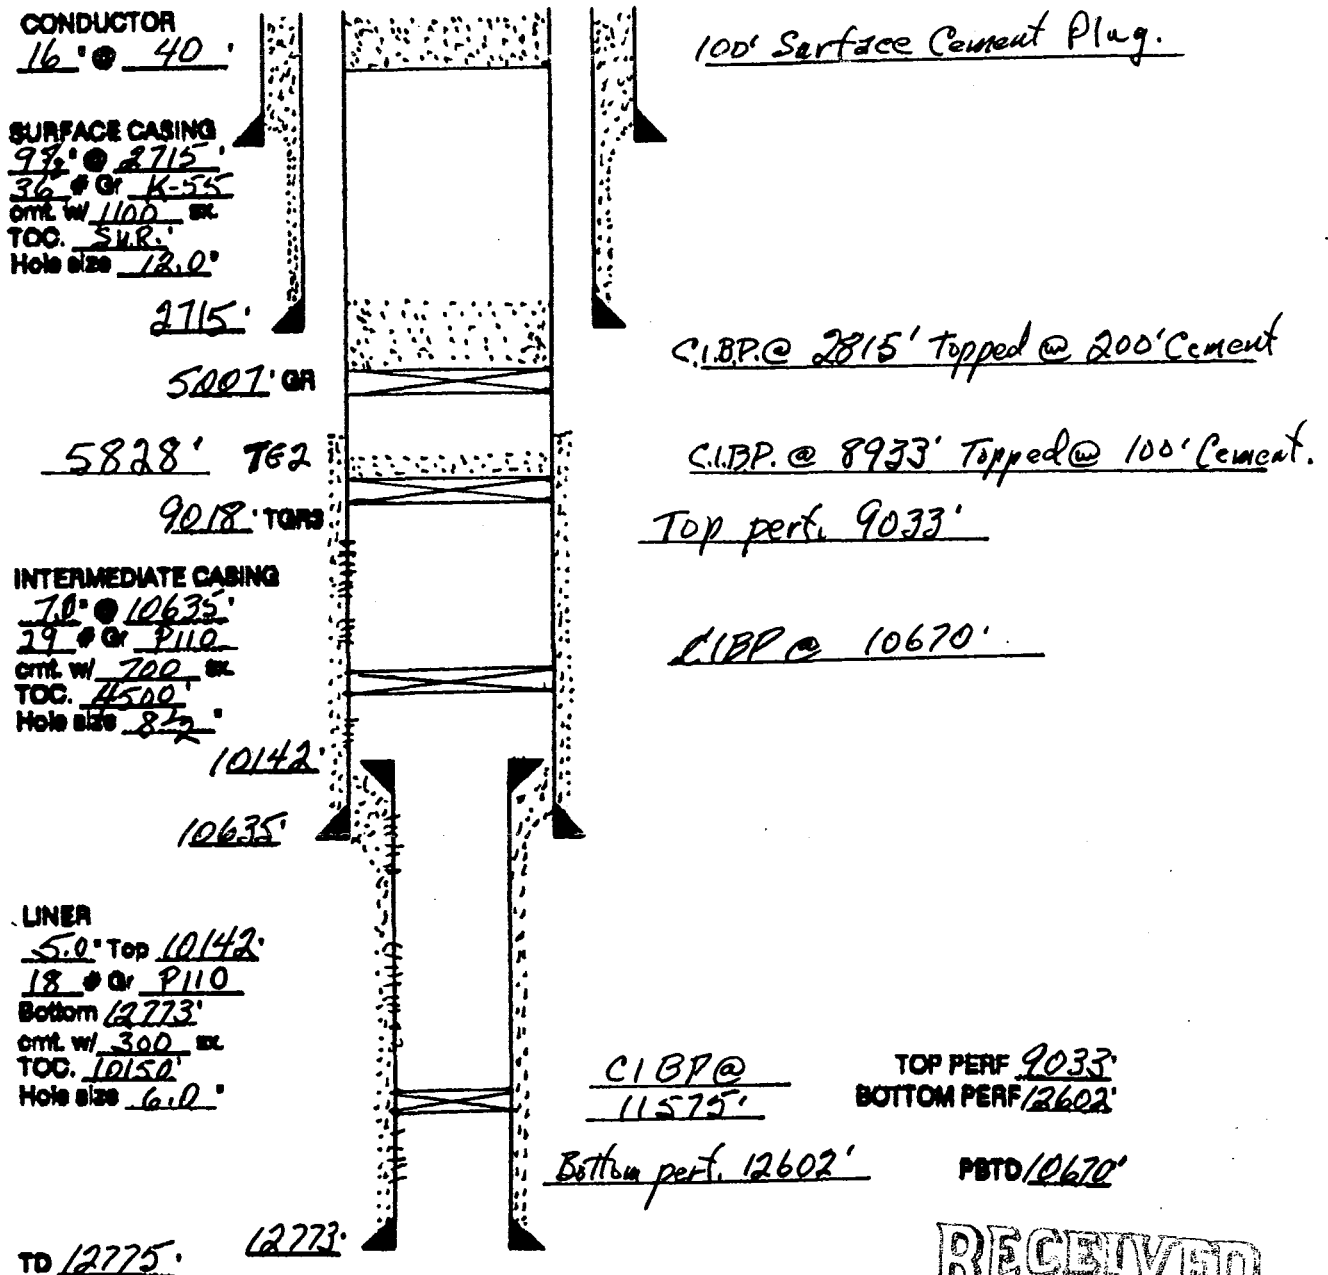 CONDUCTOR
16 " @ 40 '
100' Surface Cement Plug.
SURFACE CASING
9 5/8 " @ 2715 '
36 # Gr K-55
cmt. w/ 1100 sx.
TOC. SUR. '
Hole size 12.0 "
2715 '
C.I.B.P. @ 2815' Topped @ 200' Cement
5007 ' GR
5828 ' TG2
C.I.BP. @ 8933' Topped @ 100' Cement.
9018 ' TGR3
Top perf. 9033'
INTERMEDIATE CASING
7.0 " @ 10635 '
29 # Gr P110
cmt. w/ 700 sx.
TOC. 4500 '
Hole size 8 1/2 "
CIBP @ 10670'
10142 '
10635 '
LINER
5.0 " Top 10142 '
18 # Gr P110
Bottom 12773 '
cmt. w/ 300 sx.
TOC. 10150 '
Hole size 6.0 "
CIBP @
11575'
TOP PERF 9033 '
BOTTOM PERF 12602 '
Bottom perf. 12602'
PBTD 10670 '
12773 '
TD 12775 '
RECEIVED